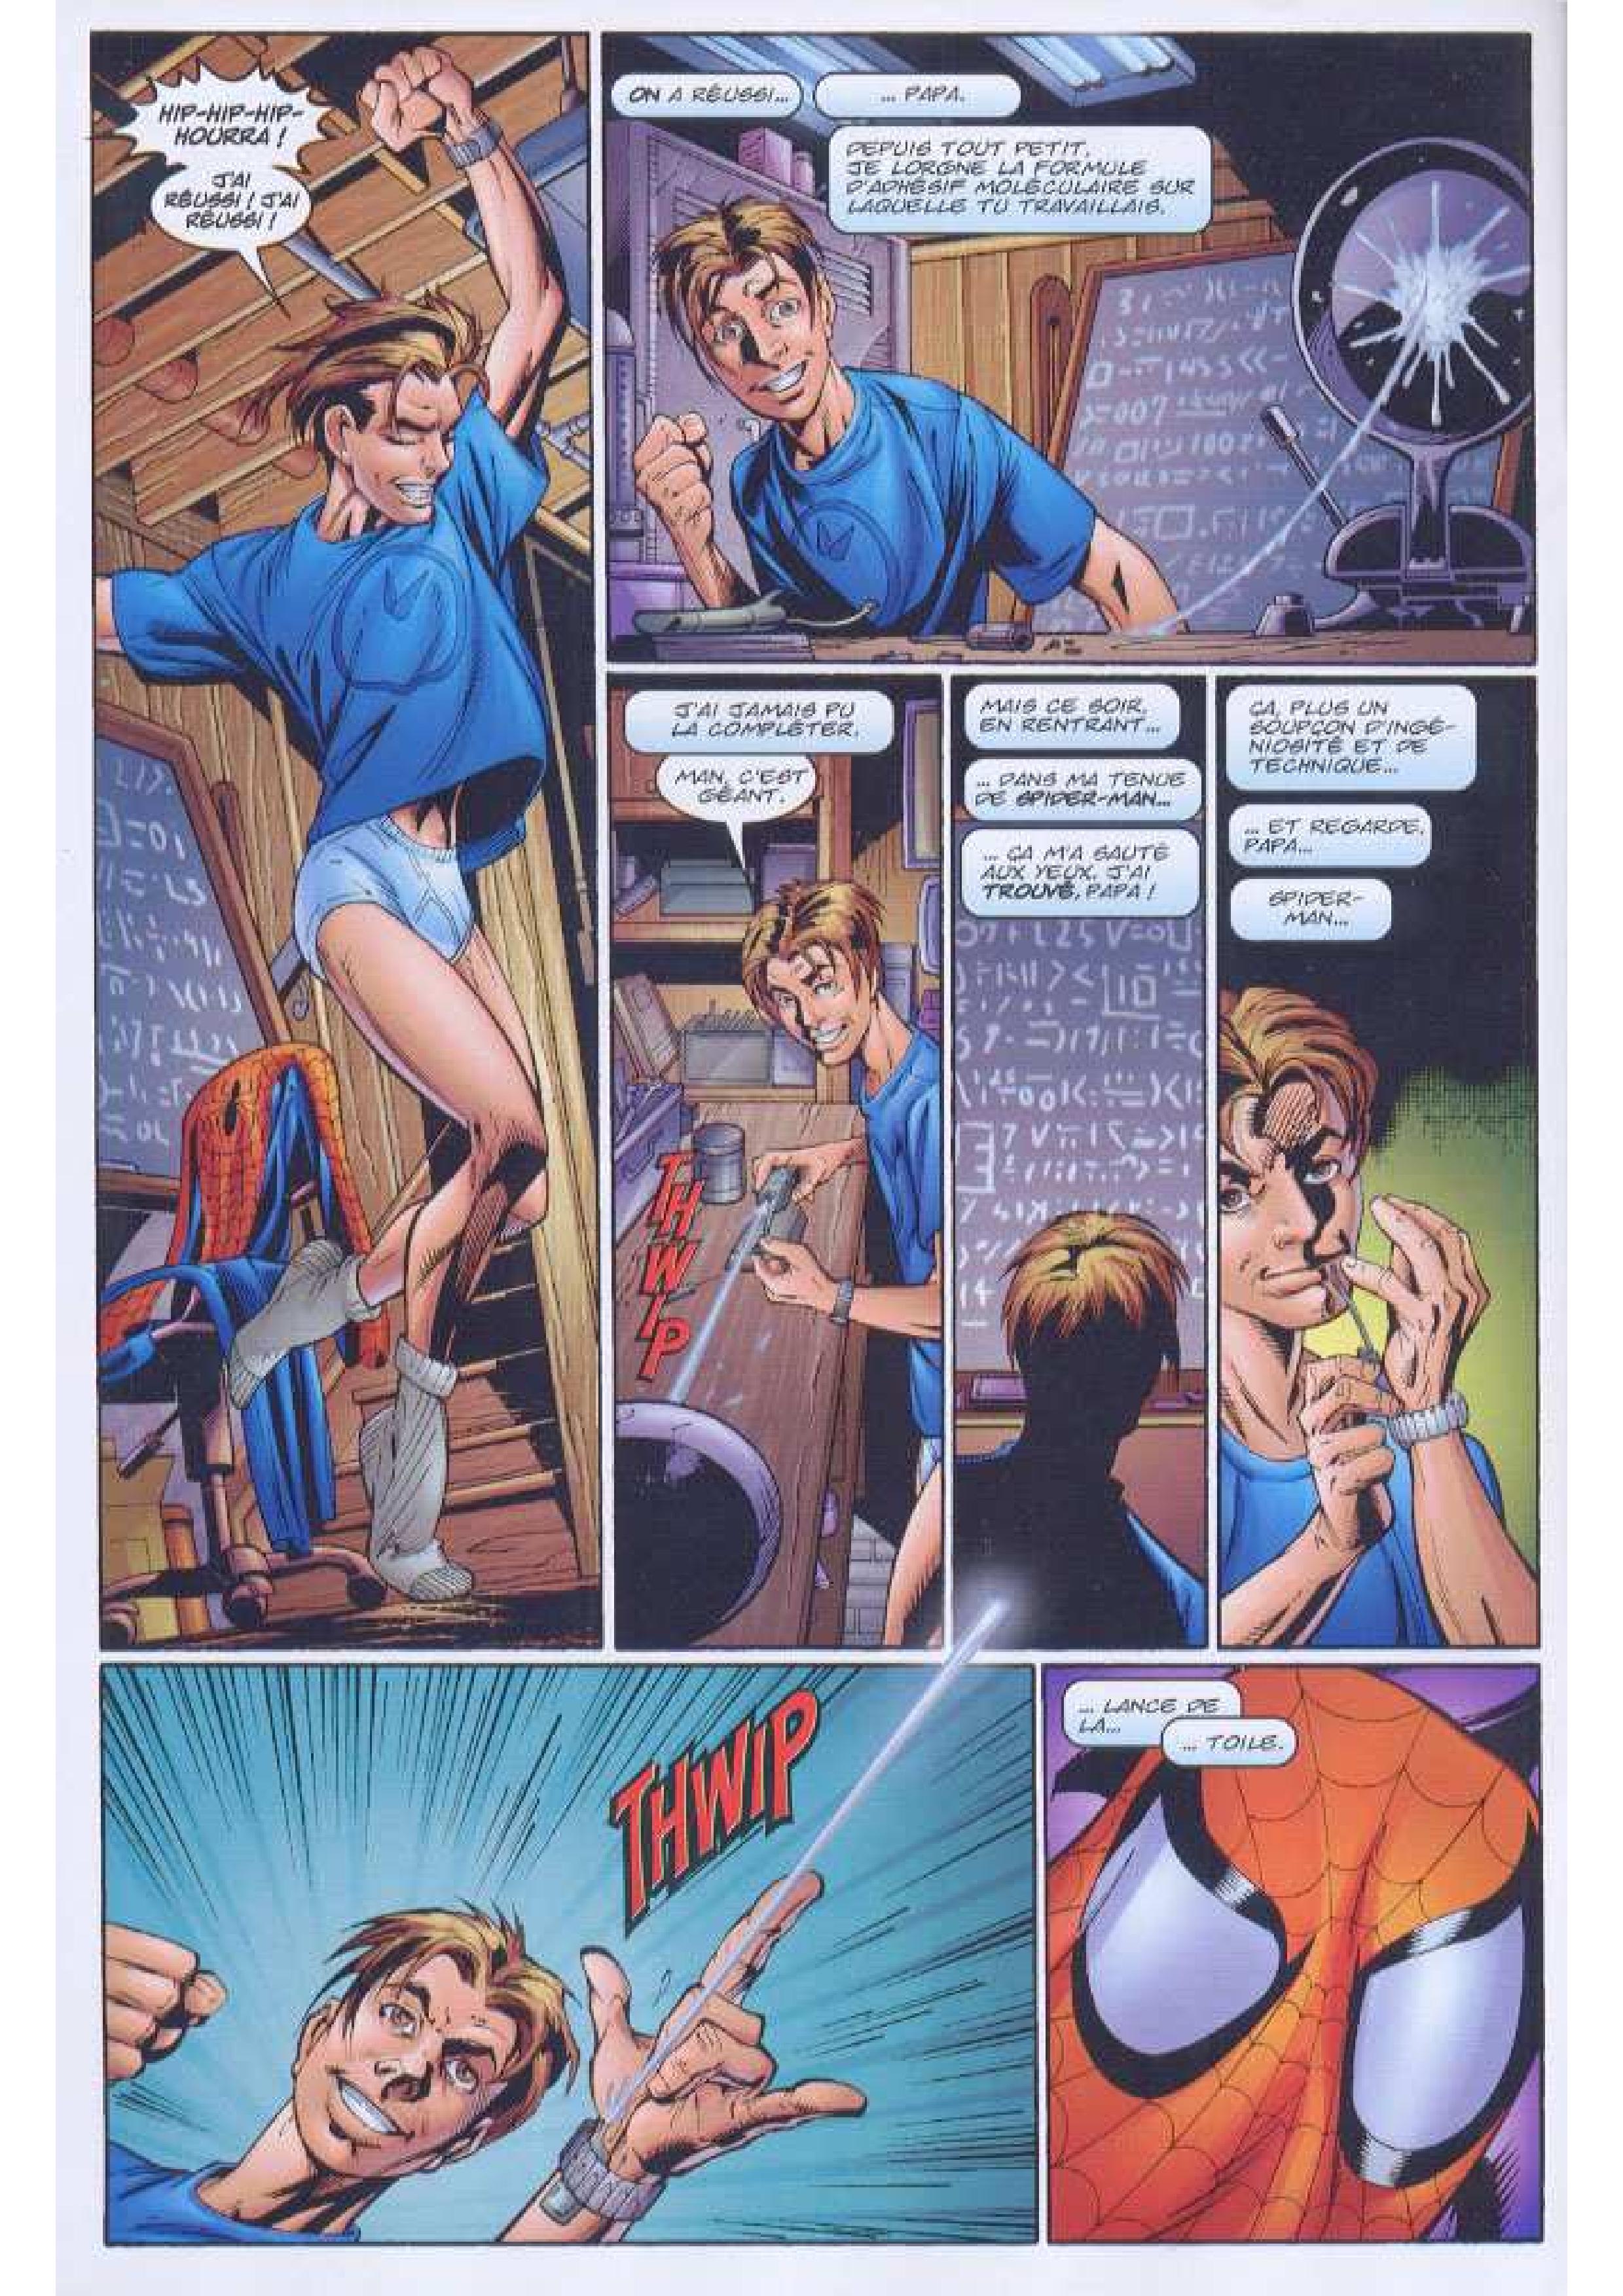 HIP-HIP-HIP-
HOURRA !
J'AI
RÉUSSI ! J'AI
RÉUSSI !
ON A RÉUSSI...
... PAPA.
DEPUIS TOUT PETIT,
JE LORGNE LA FORMULE
D'ADHÉSIF MOLÉCULAIRE SUR
LAQUELLE TU TRAVAILLAIS.
J'AI JAMAIS PU
LA COMPLÉTER.
MAN, C'EST
GÉANT.
THWIP
MAIS CE SOIR,
EN RENTRANT...
... DANS MA TENUE
DE SPIDER-MAN...
... ÇA M'A SAUTÉ
AUX YEUX. J'AI
TROUVÉ, PAPA !
ÇA, PLUS UN
SOUPÇON D'INGÉ-
NIOSITÉ ET DE
TECHNIQUE...
... ET REGARDE,
PAPA...
SPIDER-
MAN...
THWIP
... LANCE DE
LA...
... TOILE.